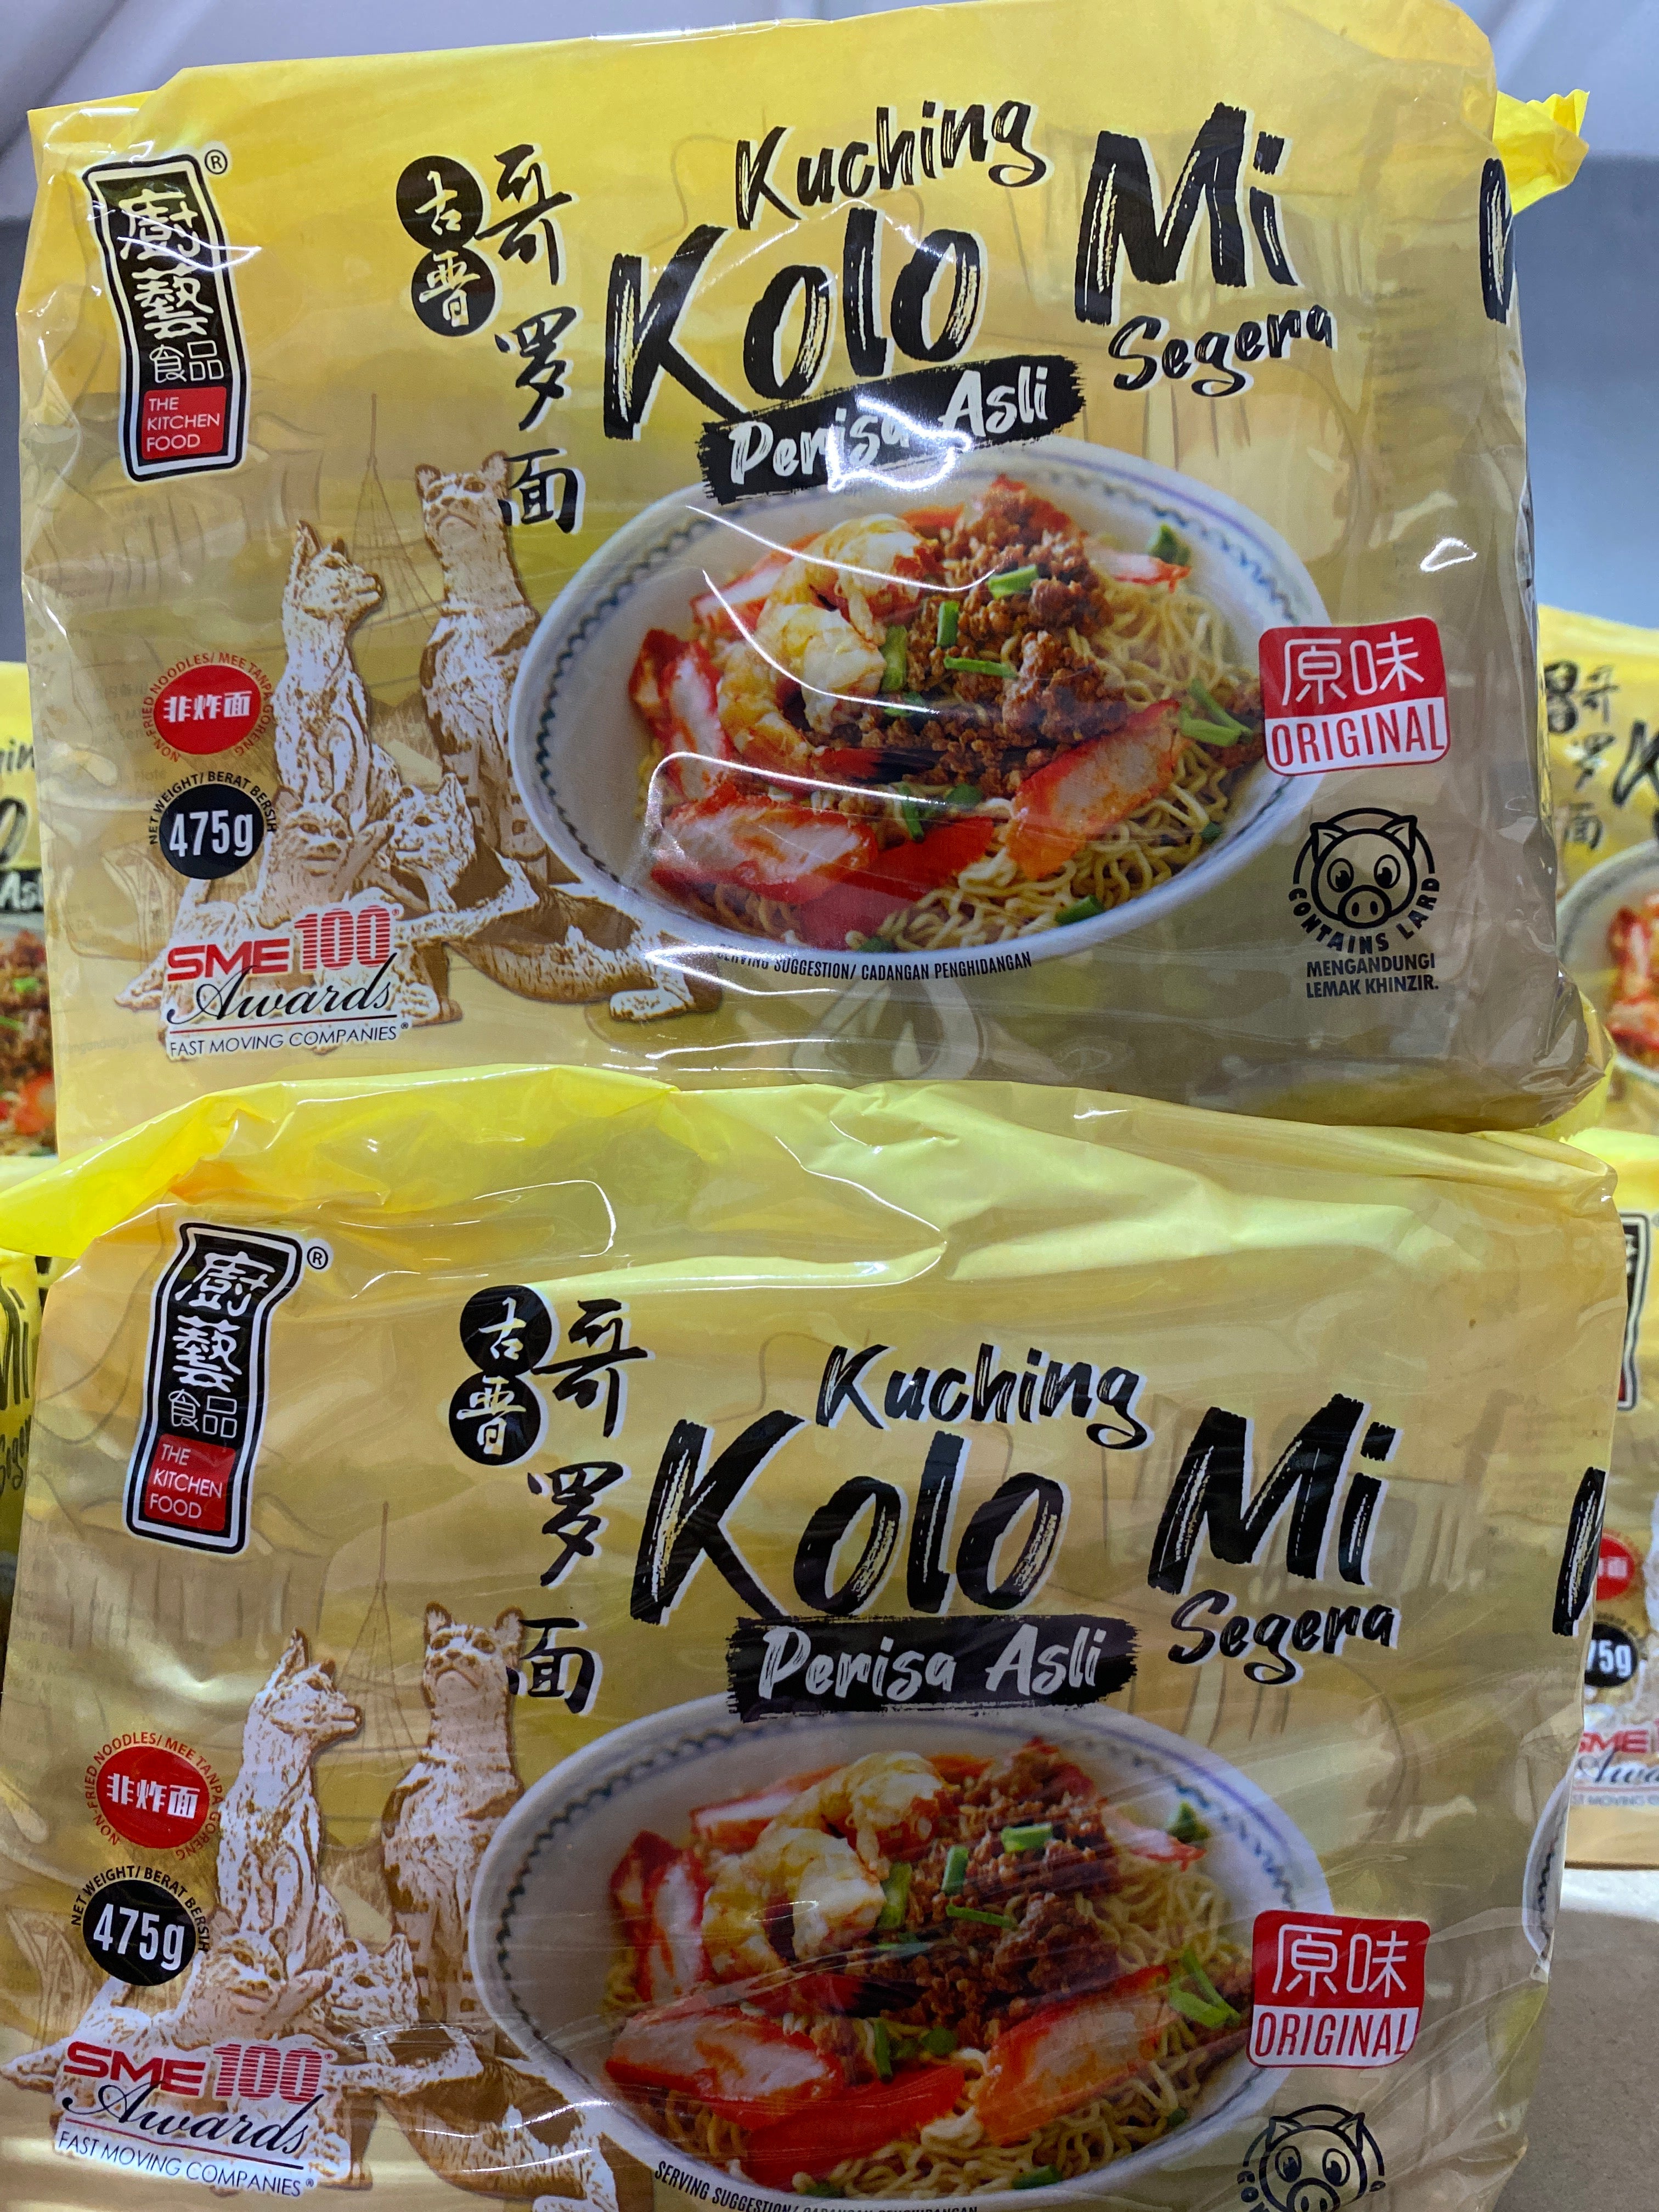 廚藝
食品
THE
KITCHEN
FOOD
®
古晋
哥罗面
Kuching
Kolo Mi
Segera
Perisa Asli
NON-FRIED NOODLES/ MEE TANPA GORENG
非炸面
NET WEIGHT/ BERAT BERSIH
475g
SME100®
Awards
FAST MOVING COMPANIES®
SERVING SUGGESTION/ CADANGAN PENGHIDANGAN
原味
ORIGINAL
CONTAINS LARD
MENGANDUNGI
LEMAK KHINZIR.
廚藝
食品
THE
KITCHEN
FOOD
®
古晋
哥罗面
Kuching
Kolo Mi
Segera
Perisa Asli
NON-FRIED NOODLES/ MEE TANPA GORENG
非炸面
NET WEIGHT/ BERAT BERSIH
475g
SME100®
Awards
FAST MOVING COMPANIES®
SERVING SUGGESTION/ CADANGAN PENGHIDANGAN
原味
ORIGINAL